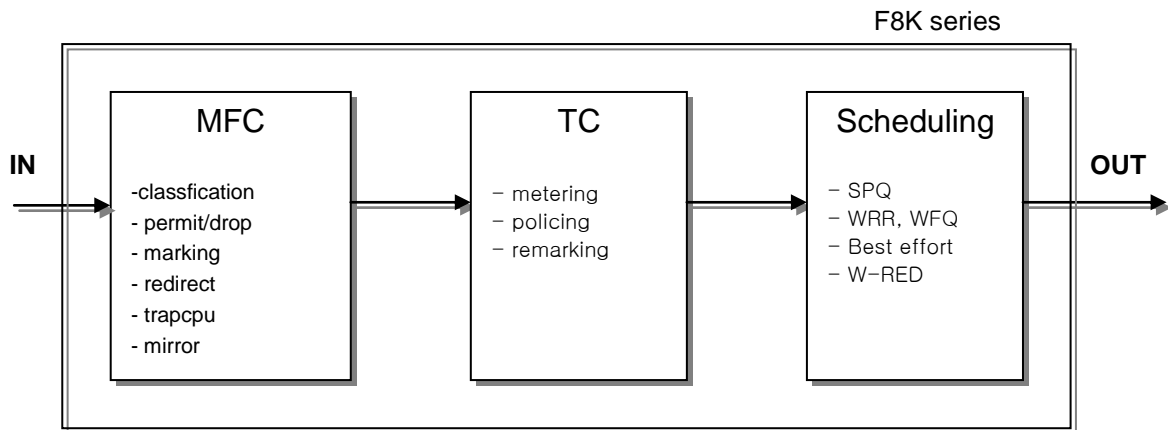 F8K series
IN
MFC
-classfication
- permit/drop
- marking
- redirect
- trapcpu
- mirror
TC
- metering
- policing
- remarking
Scheduling
- SPQ
- WRR, WFQ
- Best effort
- W-RED
OUT